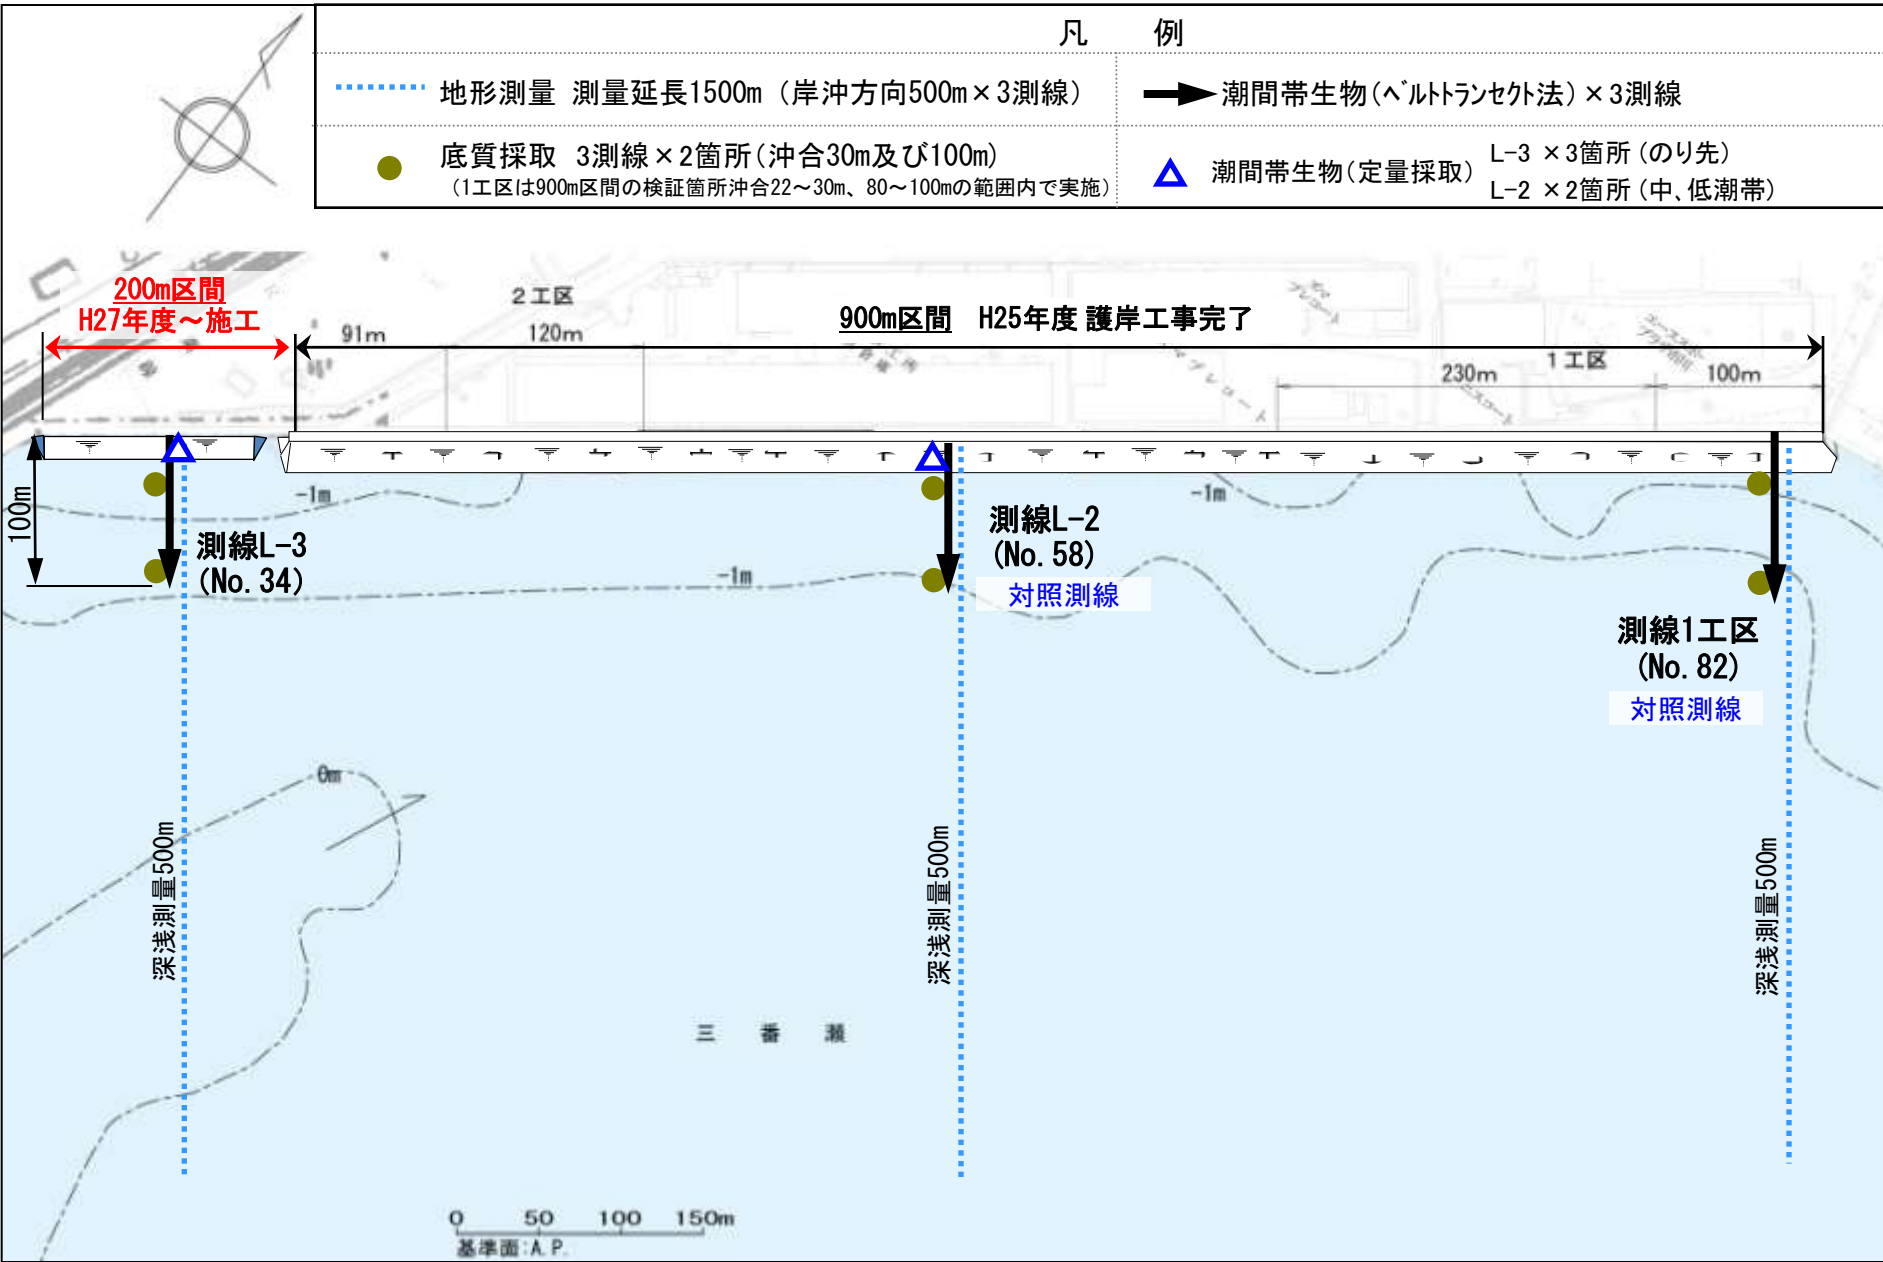 凡 例
地形測量 測量延長1500m (岸沖方向500m×3測線)
潮間帯生物(ベルトトランセクト法)×3測線
底質採取 3測線×2箇所(沖合30m及び100m)
(1工区は900m区間の検証箇所沖合22～30m、80～100mの範囲内で実施)
潮間帯生物(定量採取)
L-3 ×3箇所(のり先)
L-2 ×2箇所(中、低潮帯)
200m区間
H27年度～施工
2工区
91m
120m
900m区間 H25年度 護岸工事完了
1工区
230m
100m
100m
-1m
-1m
-1m
測線L-3
(No.34)
測線L-2
(No.58)
対照測線
測線1工区
(No.82)
対照測線
0m
深浅測量500m
深浅測量500m
深浅測量500m
三 番 瀬
0 50 100 150m
基準面:A.P.